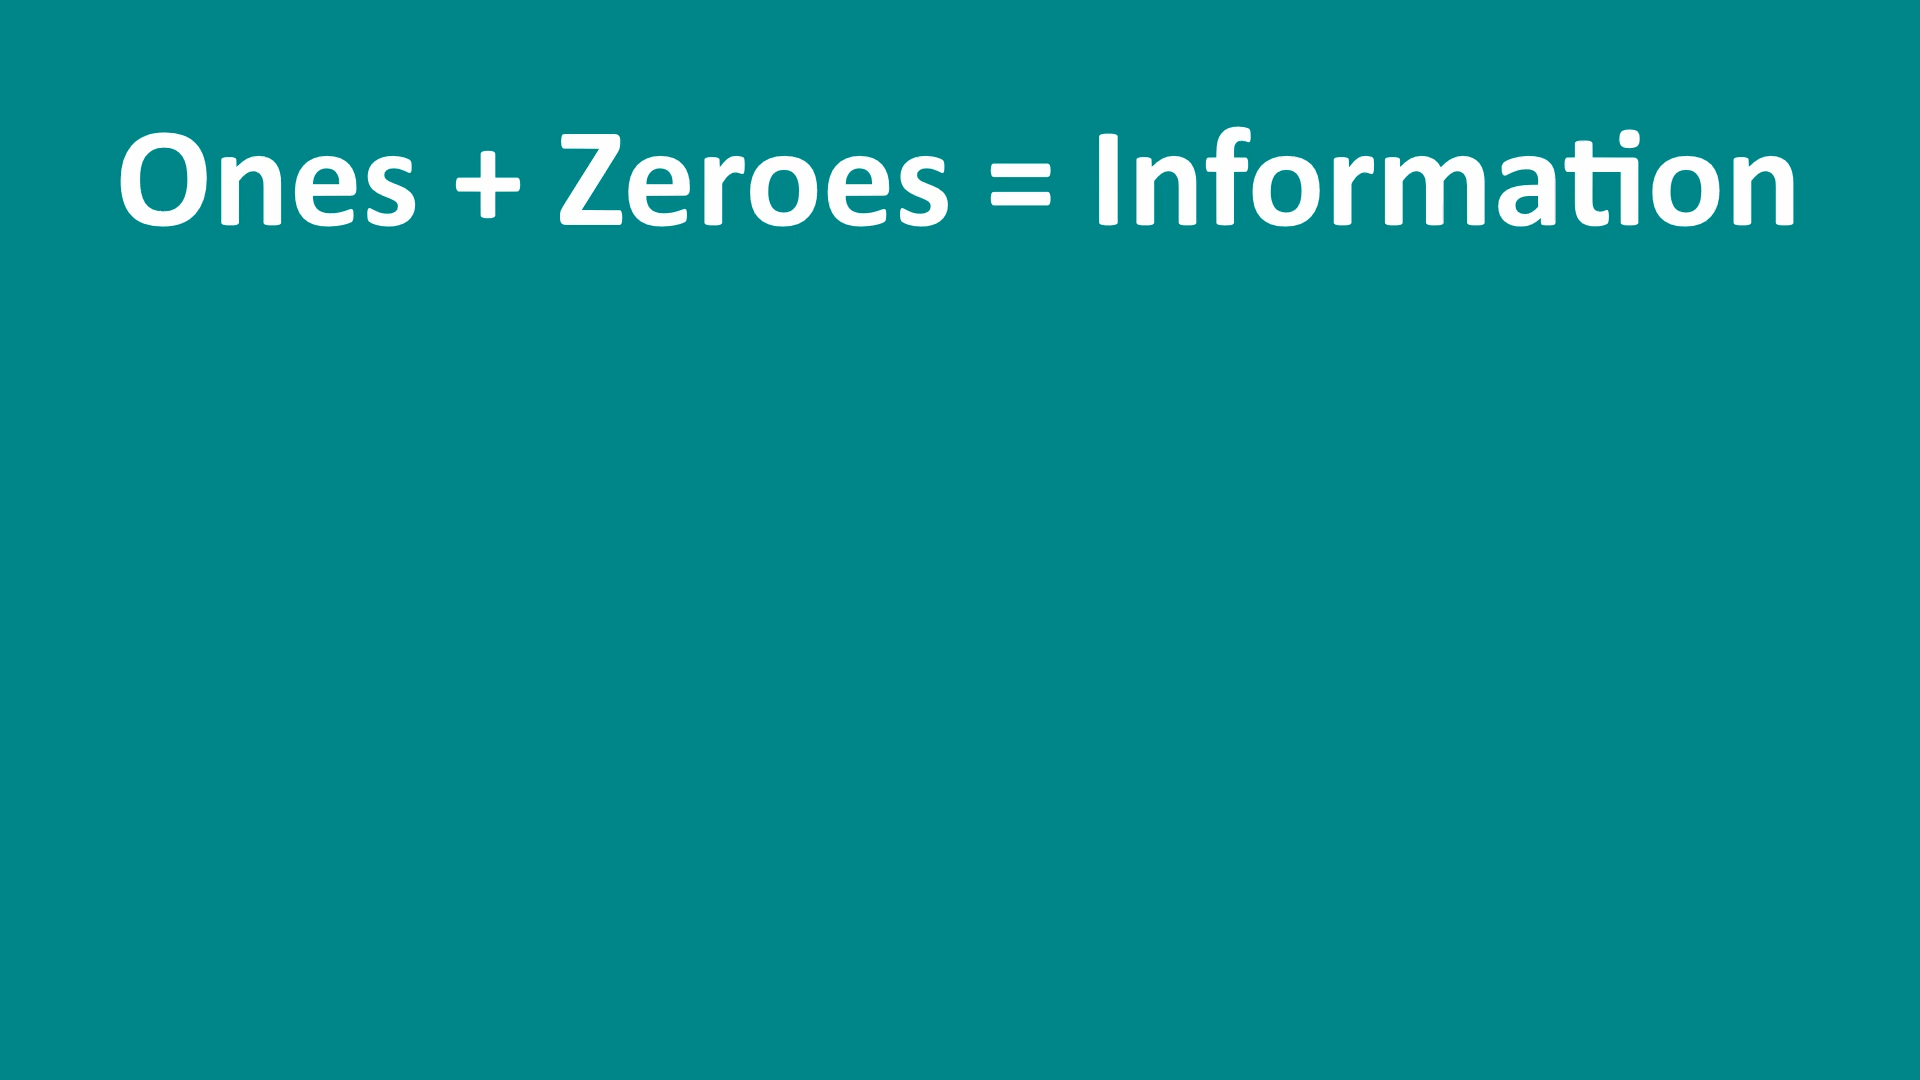 Ones + Zeroes = Information